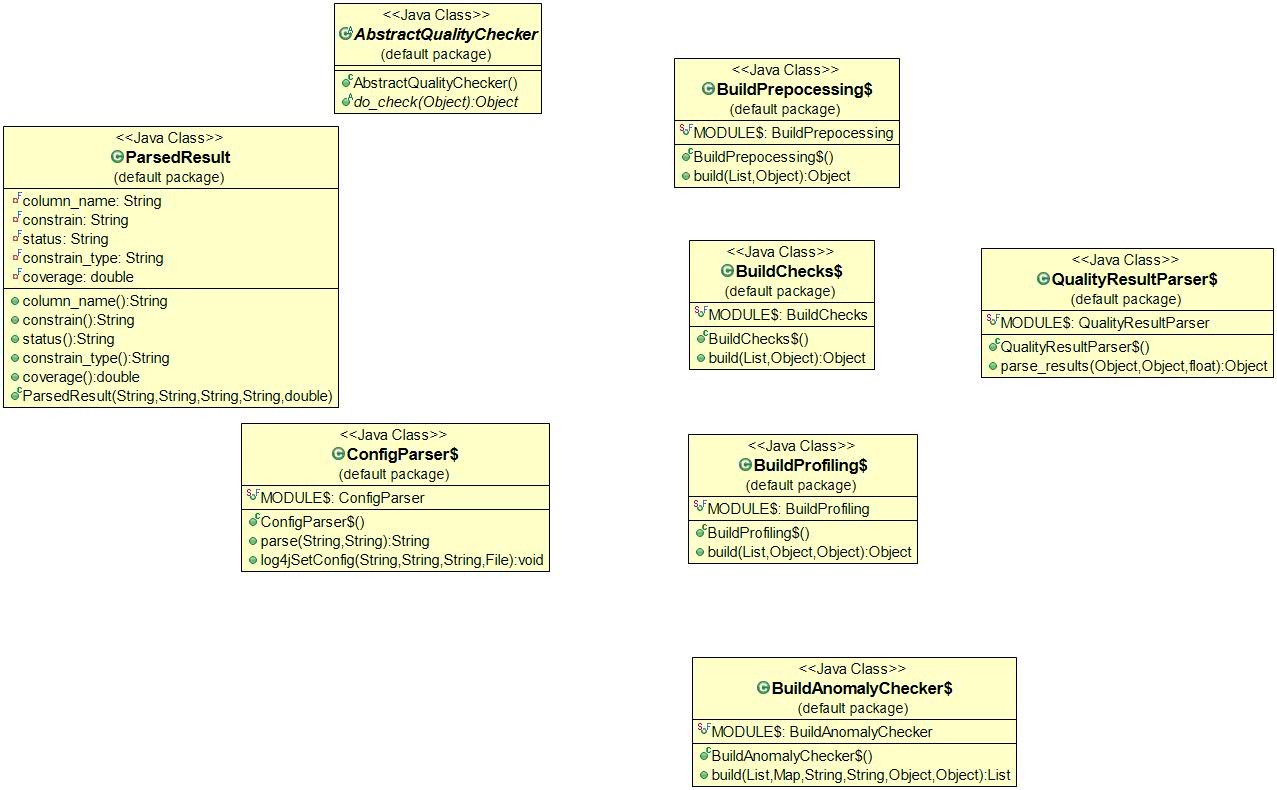 <<Java Class>>
AbstractQualityChecker
(default package)
AbstractQualityChecker()
do_check(Object):Object
<<Java Class>>
ParsedResult
(default package)
column_name: String
constrain: String
status: String
constrain_type: String
coverage: double
column_name():String
constrain():String
status():String
constrain_type():String
coverage():double
ParsedResult(String,String,String,String,double)
<<Java Class>>
ConfigParser$
(default package)
MODULE$: ConfigParser
ConfigParser$()
parse(String,String):String
log4jSetConfig(String,String,String,File):void
<<Java Class>>
BuildPrepocessing$
(default package)
MODULE$: BuildPrepocessing
BuildPrepocessing$()
build(List,Object):Object
<<Java Class>>
BuildChecks$
(default package)
MODULE$: BuildChecks
BuildChecks$()
build(List,Object):Object
<<Java Class>>
QualityResultParser$
(default package)
MODULE$: QualityResultParser
QualityResultParser$()
parse_results(Object,Object,float):Object
<<Java Class>>
BuildProfiling$
(default package)
MODULE$: BuildProfiling
BuildProfiling$()
build(List,Object,Object):Object
<<Java Class>>
BuildAnomalyChecker$
(default package)
MODULE$: BuildAnomalyChecker
BuildAnomalyChecker$()
build(List,Map,String,String,Object,Object):List